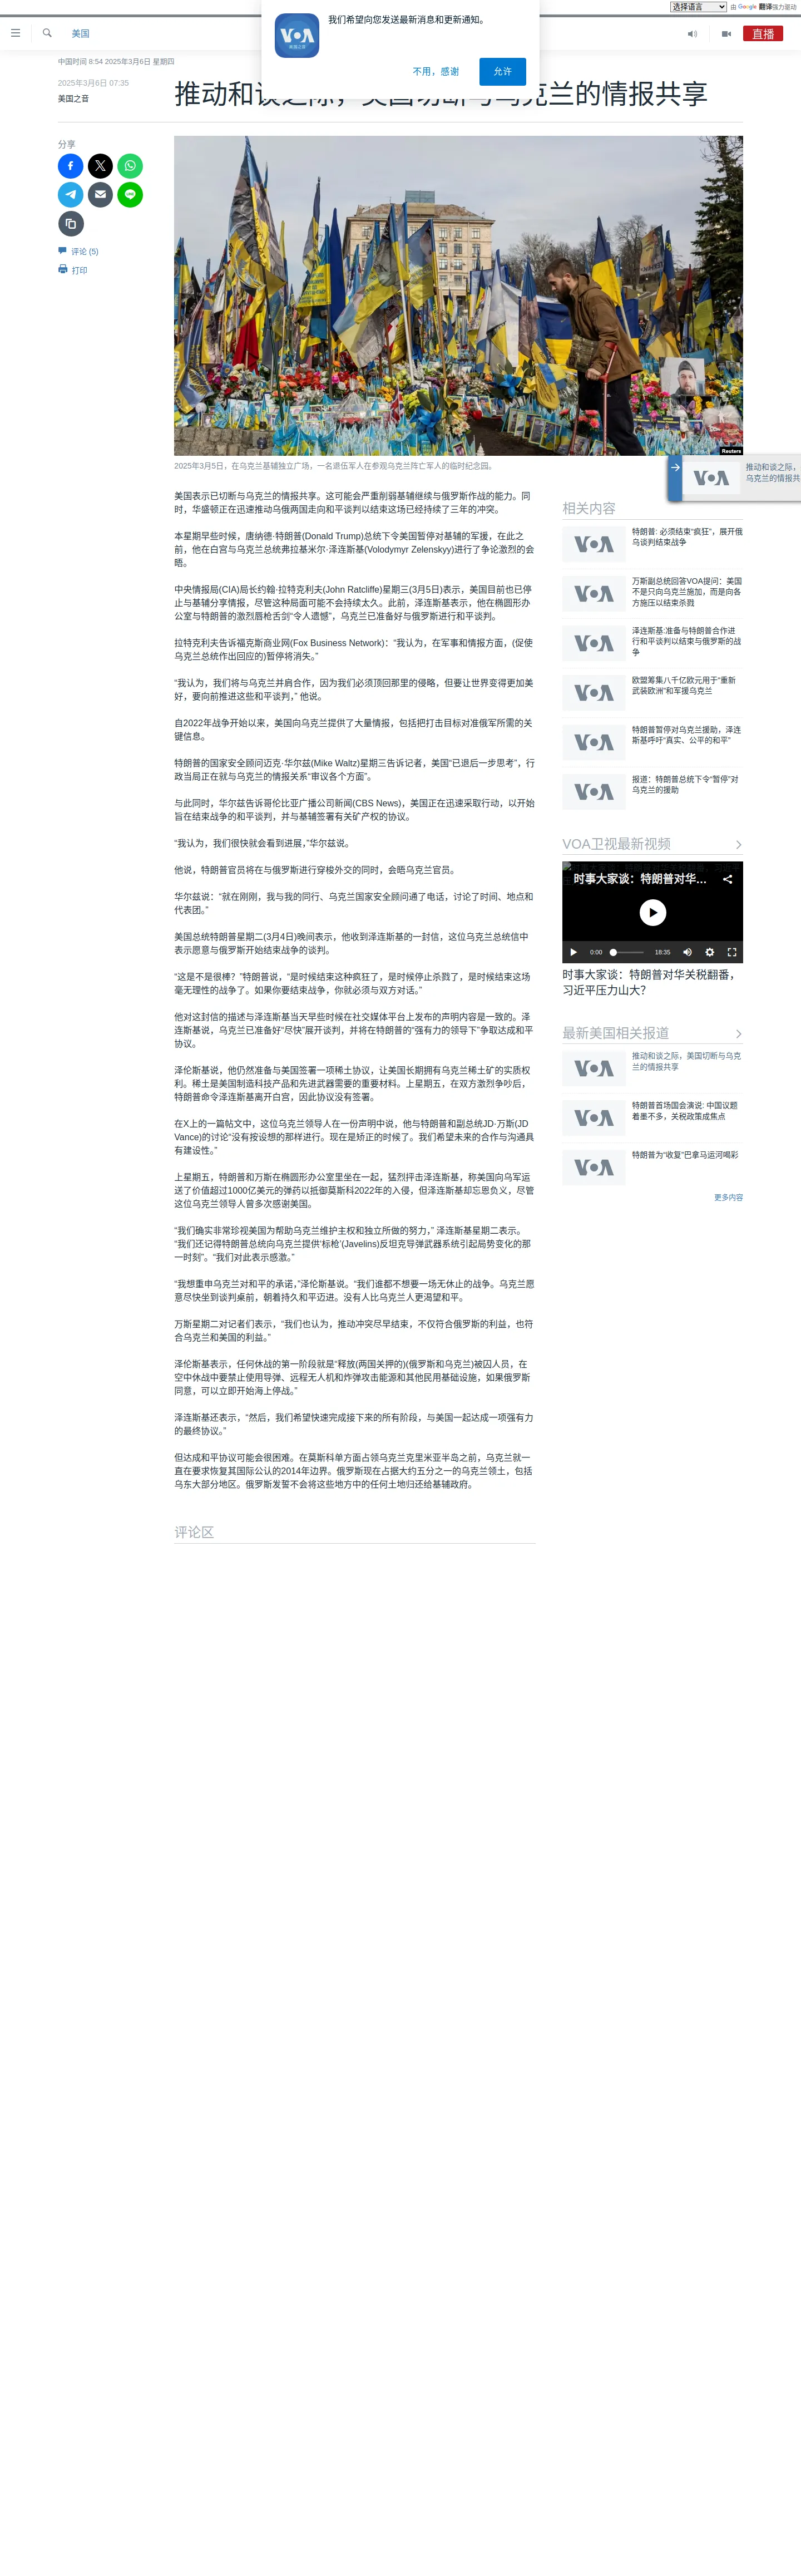 选择语言
由 Google 翻译强力驱动
美国
我们希望向您发送最新消息和更新通知。
不用，感谢
允许
直播
中国时间 8:54 2025年3月6日 星期四
2025年3月6日 07:35
美国之音
推动和谈之际，美国切断与乌克兰的情报共享
分享
评论 (5)
打印
Reuters
2025年3月5日，在乌克兰基辅独立广场，一名退伍军人在参观乌克兰阵亡军人的临时纪念园。
美国表示已切断与乌克兰的情报共享。这可能会严重削弱基辅继续与俄罗斯作战的能力。同
时，华盛顿正在迅速推动乌俄两国走向和平谈判以结束这场已经持续了三年的冲突。
本星期早些时候，唐纳德·特朗普(Donald Trump)总统下令美国暂停对基辅的军援，在此之
前，他在白宫与乌克兰总统弗拉基米尔·泽连斯基(Volodymyr Zelenskyy)进行了争论激烈的会
晤。
中央情报局(CIA)局长约翰·拉特克利夫(John Ratcliffe)星期三(3月5日)表示，美国目前也已停
止与基辅分享情报，尽管这种局面可能不会持续太久。此前，泽连斯基表示，他在椭圆形办
公室与特朗普的激烈唇枪舌剑“令人遗憾”，乌克兰已准备好与俄罗斯进行和平谈判。
拉特克利夫告诉福克斯商业网(Fox Business Network)：“我认为，在军事和情报方面，(促使
乌克兰总统作出回应的)暂停将消失。”
“我认为，我们将与乌克兰并肩合作，因为我们必须顶回那里的侵略，但要让世界变得更加美
好，要向前推进这些和平谈判，” 他说。
自2022年战争开始以来，美国向乌克兰提供了大量情报，包括把打击目标对准俄军所需的关
键信息。
特朗普的国家安全顾问迈克·华尔兹(Mike Waltz)星期三告诉记者，美国“已退后一步思考”，行
政当局正在就与乌克兰的情报关系“审议各个方面”。
与此同时，华尔兹告诉哥伦比亚广播公司新闻(CBS News)，美国正在迅速采取行动，以开始
旨在结束战争的和平谈判，并与基辅签署有关矿产权的协议。
“我认为，我们很快就会看到进展，”华尔兹说。
他说，特朗普官员将在与俄罗斯进行穿梭外交的同时，会晤乌克兰官员。
华尔兹说：“就在刚刚，我与我的同行、乌克兰国家安全顾问通了电话，讨论了时间、地点和
代表团。”
美国总统特朗普星期二(3月4日)晚间表示，他收到泽连斯基的一封信，这位乌克兰总统信中
表示愿意与俄罗斯开始结束战争的谈判。
“这是不是很棒？”特朗普说，“是时候结束这种疯狂了，是时候停止杀戮了，是时候结束这场
毫无理性的战争了。如果你要结束战争，你就必须与双方对话。”
他对这封信的描述与泽连斯基当天早些时候在社交媒体平台上发布的声明内容是一致的。泽
连斯基说，乌克兰已准备好“尽快”展开谈判，并将在特朗普的“强有力的领导下”争取达成和平
协议。
泽伦斯基说，他仍然准备与美国签署一项稀土协议，让美国长期拥有乌克兰稀土矿的实质权
利。稀土是美国制造科技产品和先进武器需要的重要材料。上星期五，在双方激烈争吵后，
特朗普命令泽连斯基离开白宫，因此协议没有签署。
在X上的一篇帖文中，这位乌克兰领导人在一份声明中说，他与特朗普和副总统JD·万斯(JD
Vance)的讨论“没有按设想的那样进行。现在是矫正的时候了。我们希望未来的合作与沟通具
有建设性。”
上星期五，特朗普和万斯在椭圆形办公室里坐在一起，猛烈抨击泽连斯基，称美国向乌军运
送了价值超过1000亿美元的弹药以抵御莫斯科2022年的入侵，但泽连斯基却忘恩负义，尽管
这位乌克兰领导人曾多次感谢美国。
“我们确实非常珍视美国为帮助乌克兰维护主权和独立所做的努力，” 泽连斯基星期二表示。
“我们还记得特朗普总统向乌克兰提供‘标枪’(Javelins)反坦克导弹武器系统引起局势变化的那
一时刻”。“我们对此表示感激。”
“我想重申乌克兰对和平的承诺，”泽伦斯基说。“我们谁都不想要一场无休止的战争。乌克兰愿
意尽快坐到谈判桌前，朝着持久和平迈进。没有人比乌克兰人更渴望和平。
万斯星期二对记者们表示，“我们也认为，推动冲突尽早结束，不仅符合俄罗斯的利益，也符
合乌克兰和美国的利益。”
泽伦斯基表示，任何休战的第一阶段就是“释放(两国关押的)(俄罗斯和乌克兰)被囚人员，在
空中休战中要禁止使用导弹、远程无人机和炸弹攻击能源和其他民用基础设施，如果俄罗斯
同意，可以立即开始海上停战。”
泽连斯基还表示，“然后，我们希望快速完成接下来的所有阶段，与美国一起达成一项强有力
的最终协议。”
但达成和平协议可能会很困难。在莫斯科单方面占领乌克兰克里米亚半岛之前，乌克兰就一
直在要求恢复其国际公认的2014年边界。俄罗斯现在占据大约五分之一的乌克兰领土，包括
乌东大部分地区。俄罗斯发誓不会将这些地方中的任何土地归还给基辅政府。
评论区
推动和谈之际，
乌克兰的情报共
相关内容
特朗普: 必须结束“疯狂”，展开俄
乌谈判结束战争
万斯副总统回答VOA提问：美国
不是只向乌克兰施加，而是向各
方施压以结束杀戮
泽连斯基:准备与特朗普合作进
行和平谈判以结束与俄罗斯的战
争
欧盟筹集八千亿欧元用于“重新
武装欧洲”和军援乌克兰
特朗普暂停对乌克兰援助，泽连
斯基呼吁“真实、公平的和平”
报道：特朗普总统下令“暂停”对
乌克兰的援助
VOA卫视最新视频
时事大家谈：特朗普对华…
0:00
18:35
时事大家谈：特朗普对华关税翻番，
习近平压力山大？
最新美国相关报道
推动和谈之际，美国切断与乌克
兰的情报共享
特朗普首场国会演说: 中国议题
着墨不多，关税政策成焦点
特朗普为“收复”巴拿马运河喝彩
更多内容